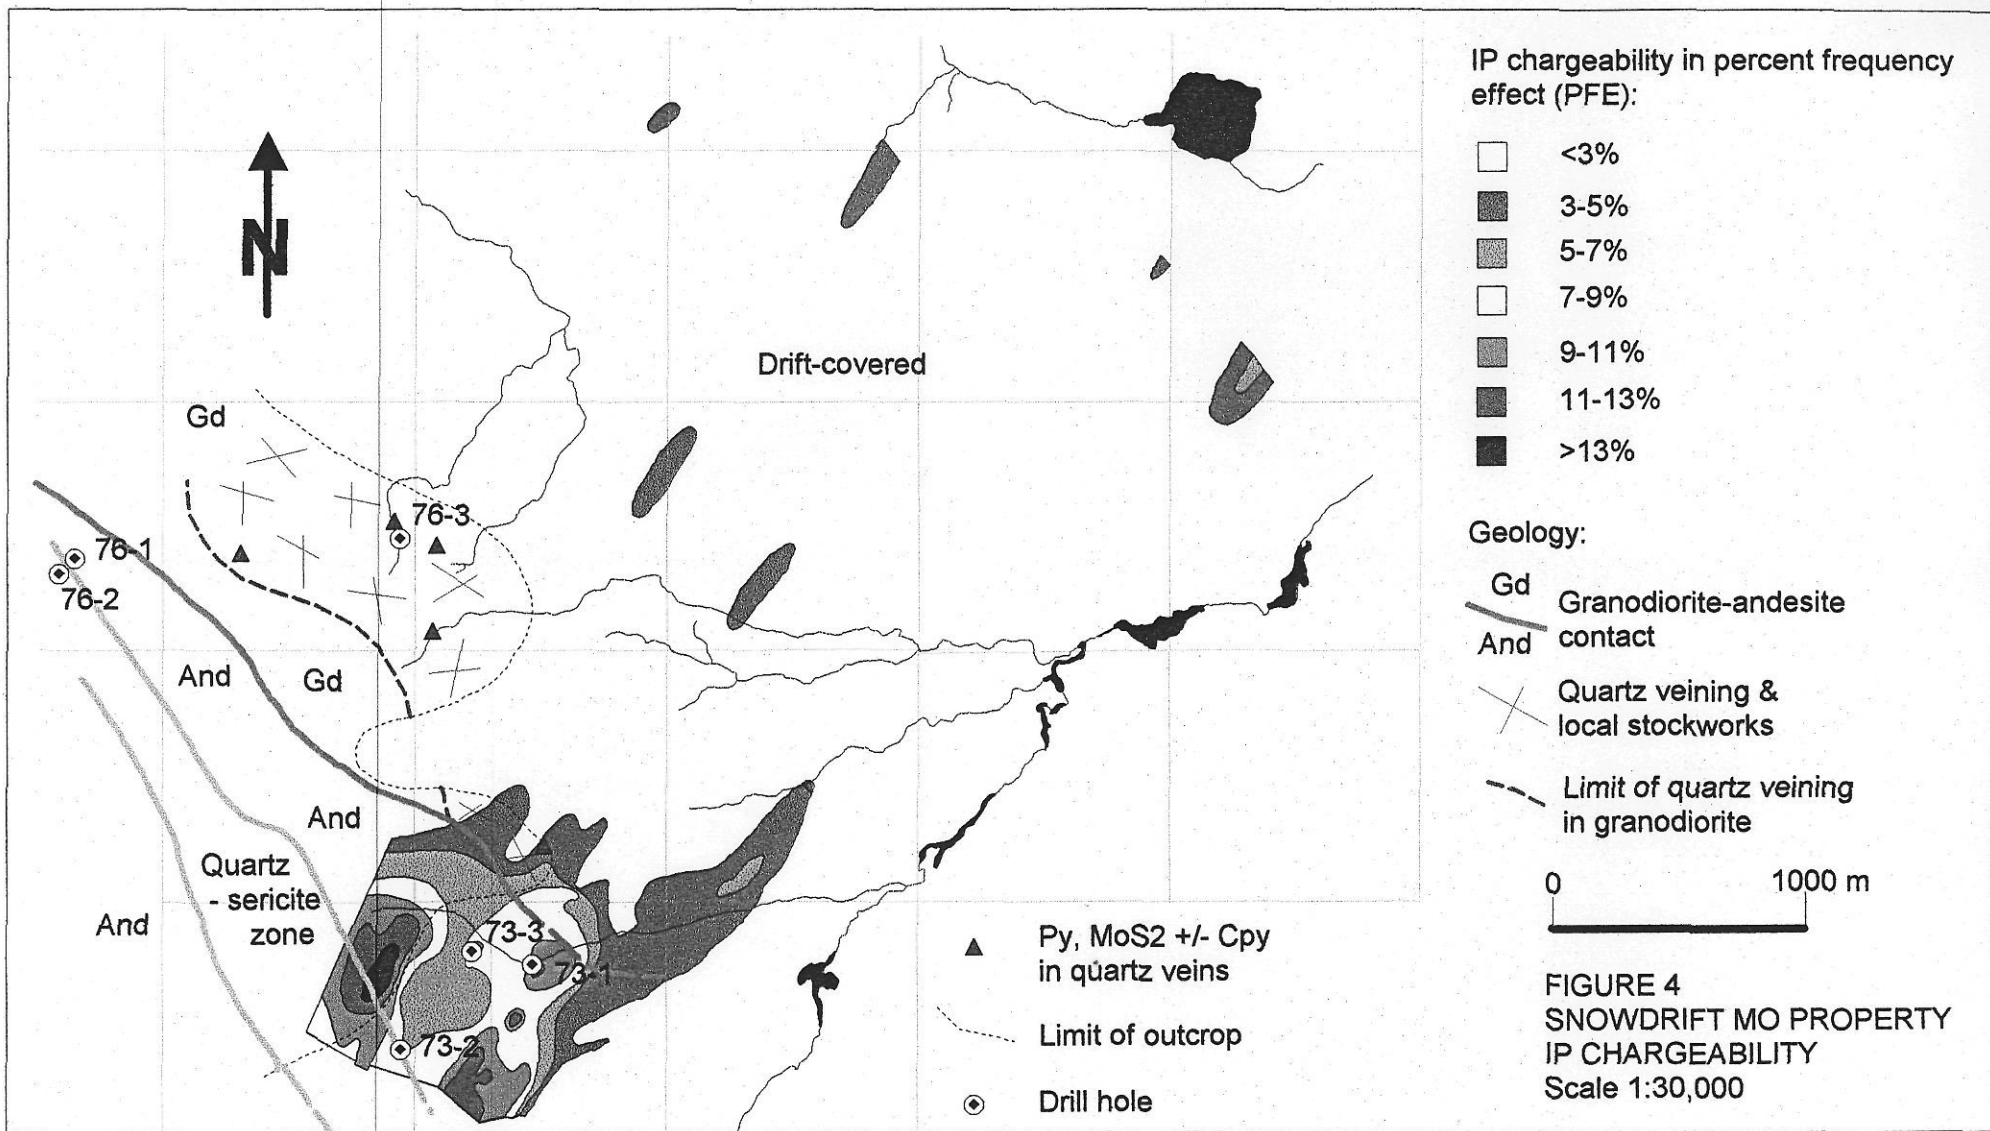 IP chargeability in percent frequency
effect (PFE):
<3%
3-5%
5-7%
7-9%
9-11%
11-13%
>13%
Geology:
Gd
And
Granodiorite-andesite
contact
Quartz veining &
local stockworks
Limit of quartz veining
in granodiorite
0 1000 m
FIGURE 4
SNOWDRIFT MO PROPERTY
IP CHARGEABILITY
Scale 1:30,000
N
Drift-covered
Gd
76-3
76-1
76-2
And
Gd
And
Quartz
- sericite
zone
And
73-3
73-1
73-2
Py, MoS2 +/- Cpy
in quartz veins
Limit of outcrop
Drill hole